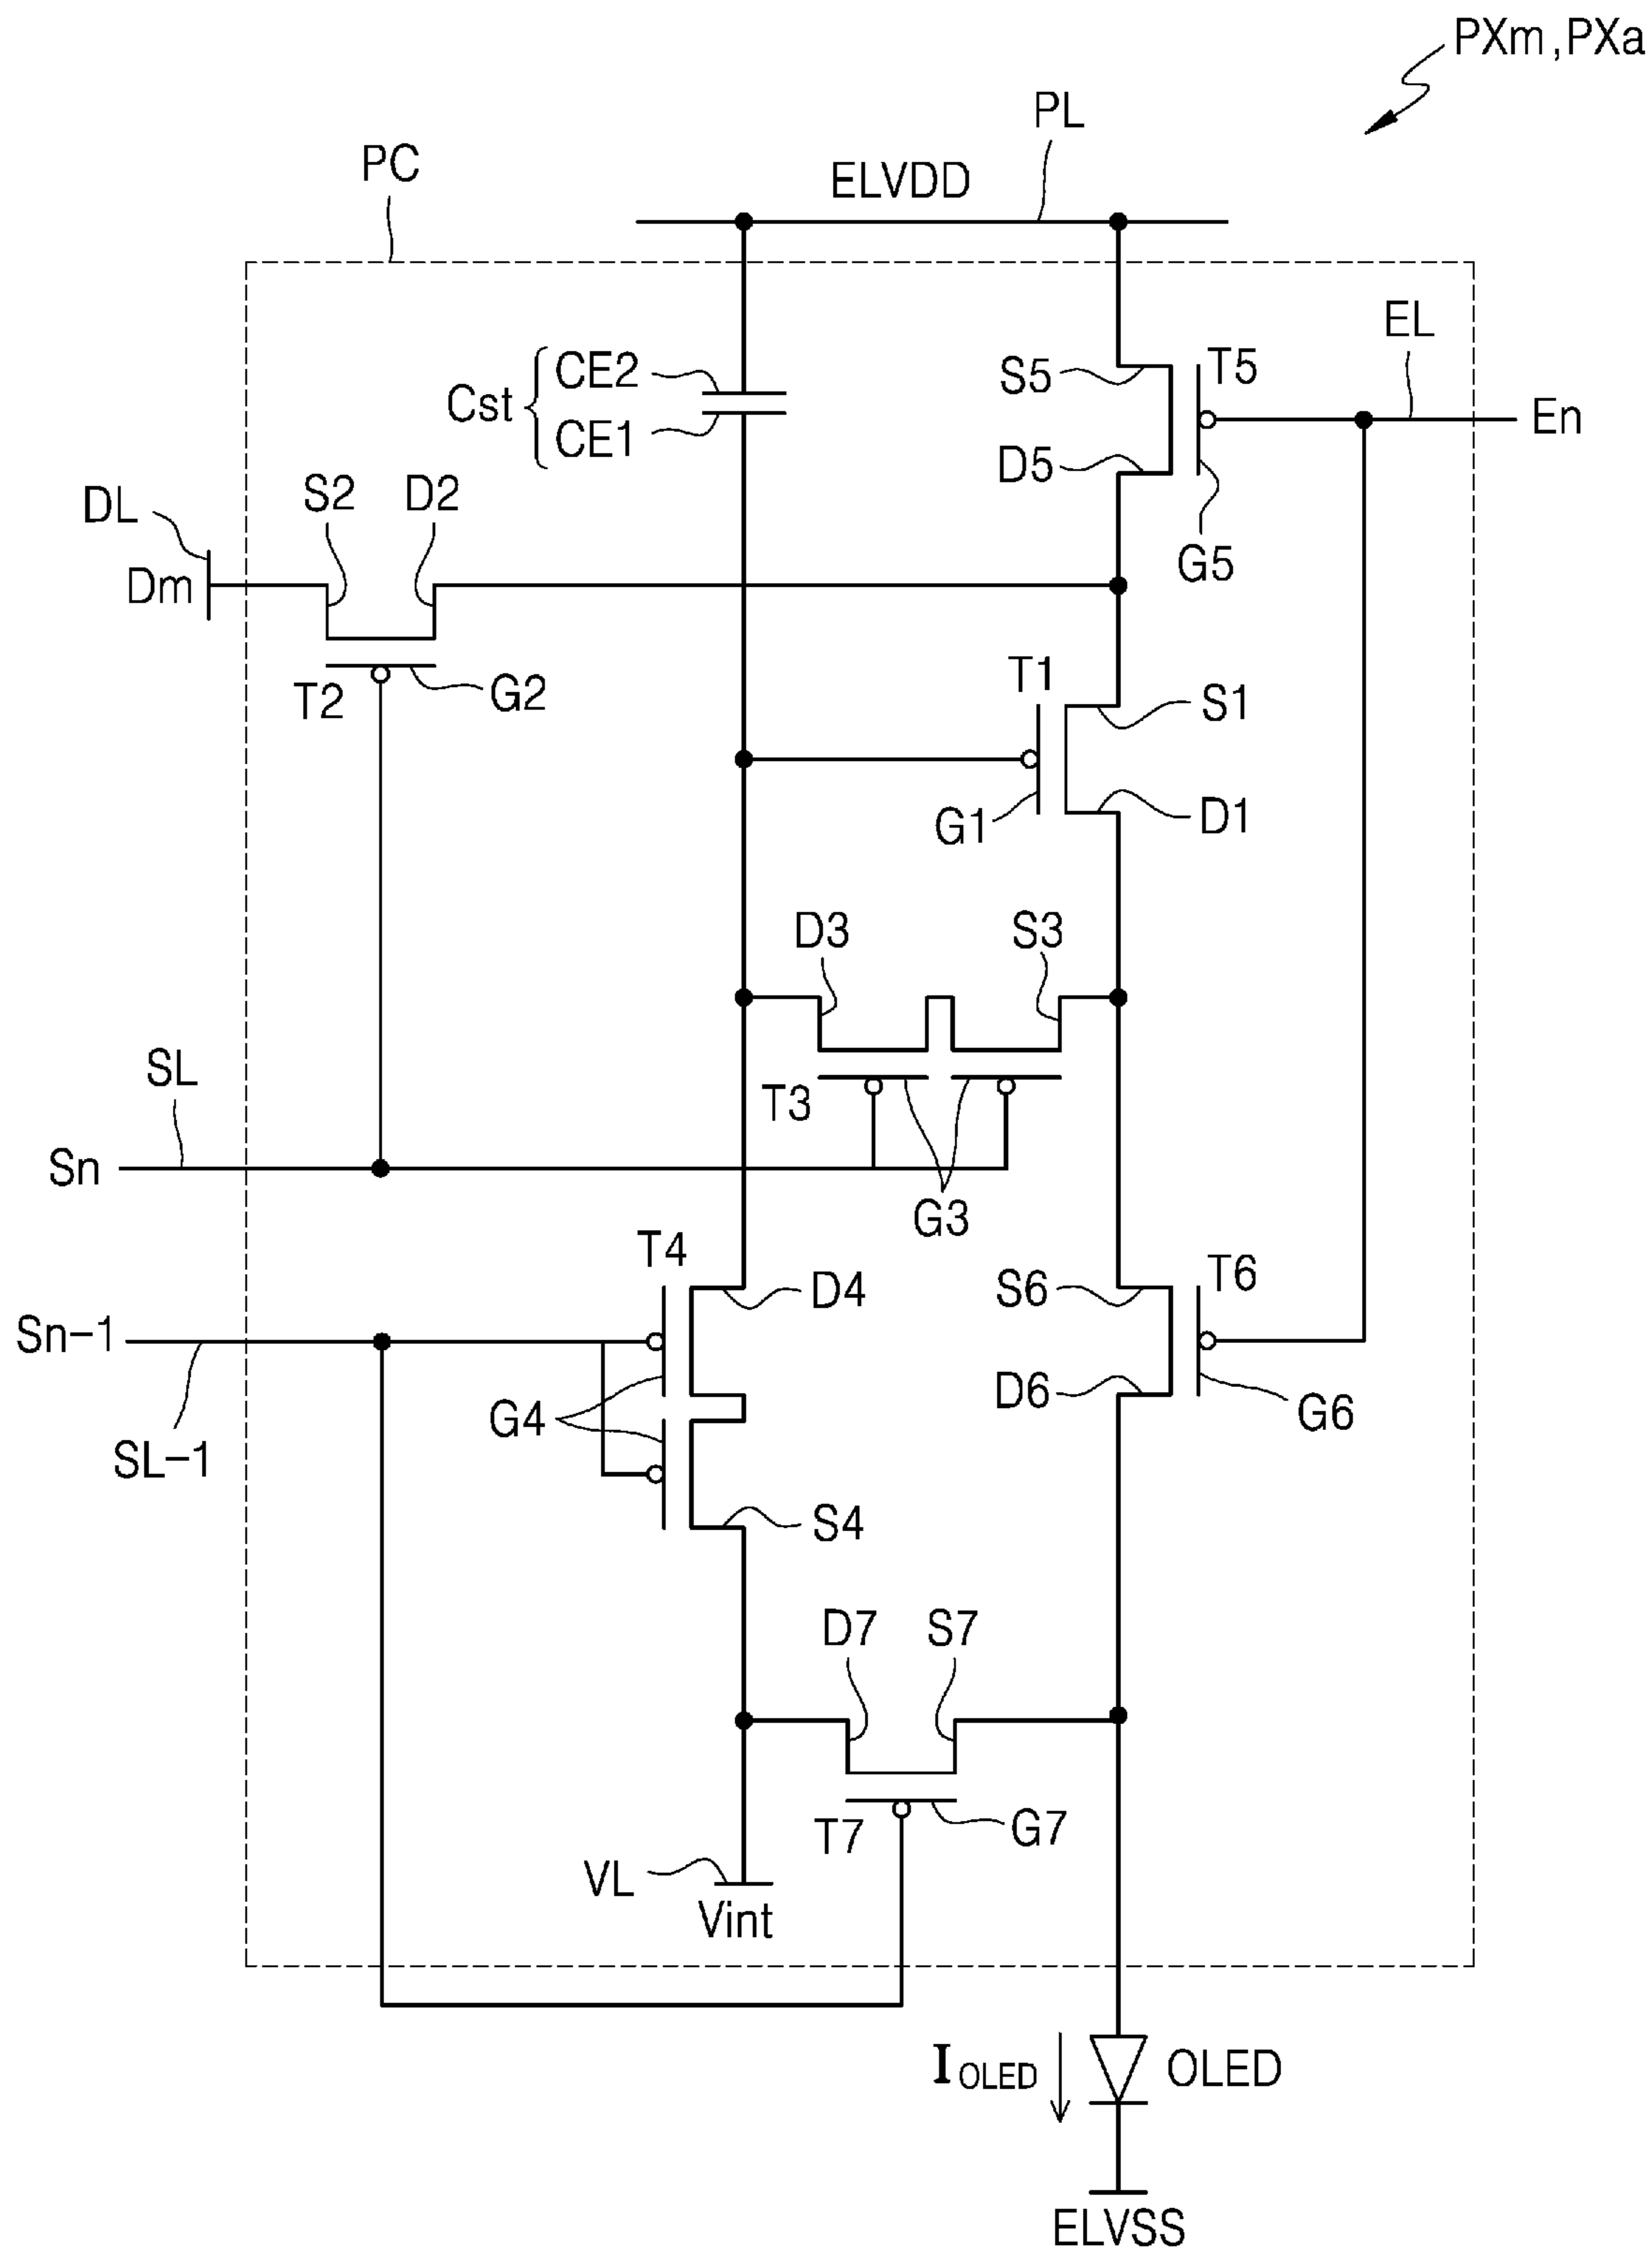 PXm, PXa
PL
PC
ELVDD
EL
CE2
Cst
CE1
S5
T5
En
D5
G5
S2
D2
DL
Dm
T2
G2
T1
S1
G1
D1
D3
S3
SL
T3
Sn
G3
T4
D4
S6
T6
Sn-1
G4
D6
G6
SL-1
S4
D7
S7
T7
G7
VL
Vint
IOLED
OLED
ELVSS